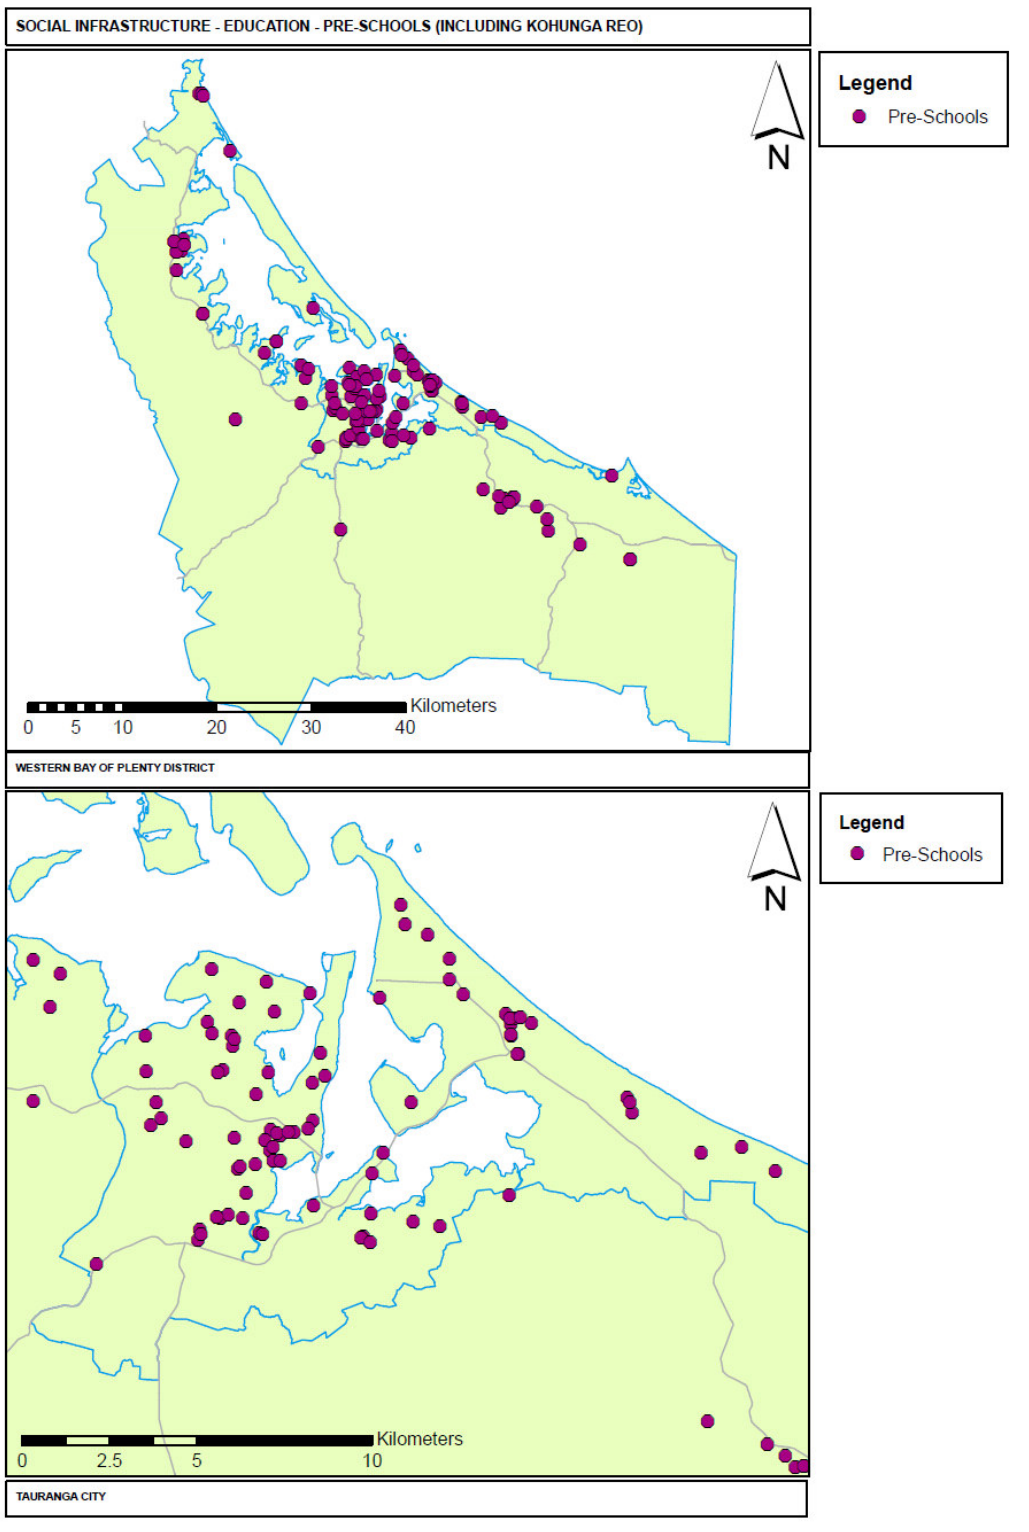 SOCIAL INFRASTRUCTURE - EDUCATION - PRE-SCHOOLS (INCLUDING KOHUNGA REO)
Legend
Pre-Schools
N
Kilometers
0 5 10 20 30 40
WESTERN BAY OF PLENTY DISTRICT
Legend
Pre-Schools
N
Kilometers
0 2.5 5 10
TAURANGA CITY